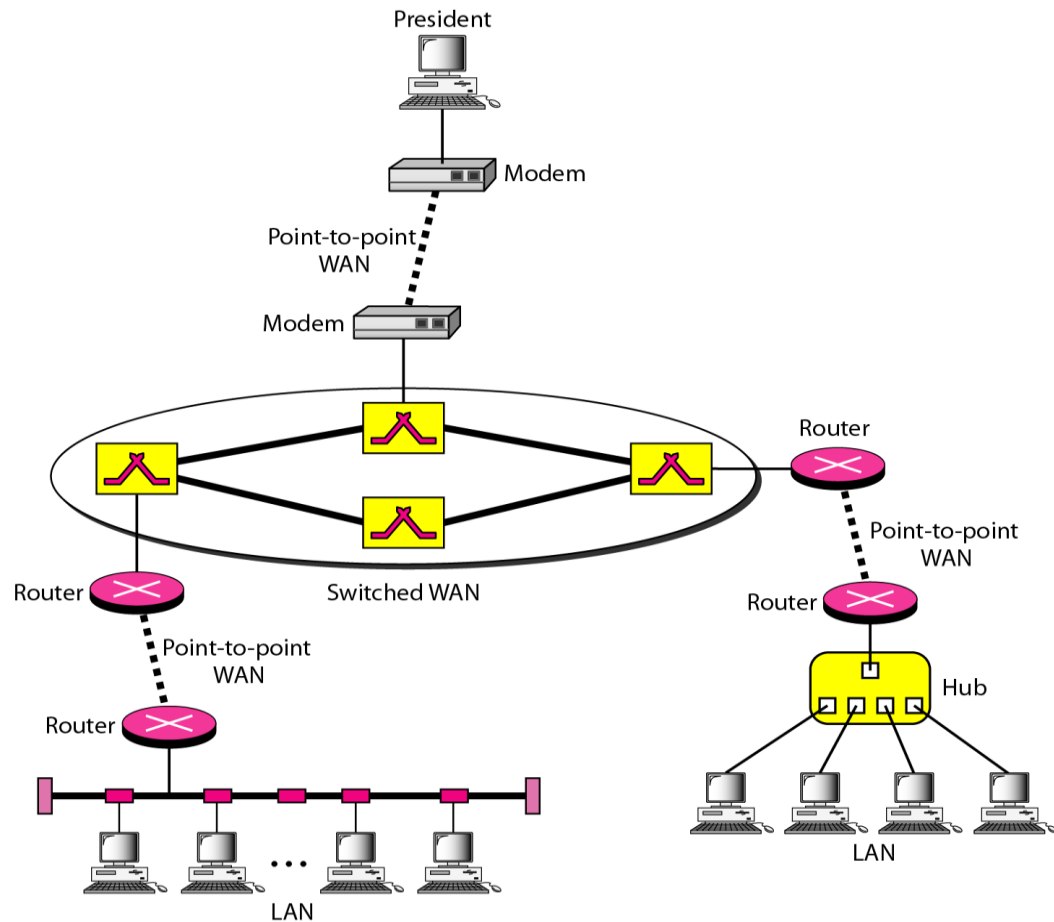 President
Modem
Point-to-point
WAN
Modem
Router
Point-to-point
WAN
Switched WAN
Router
Router
Point-to-point
WAN
Hub
Router
LAN
LAN